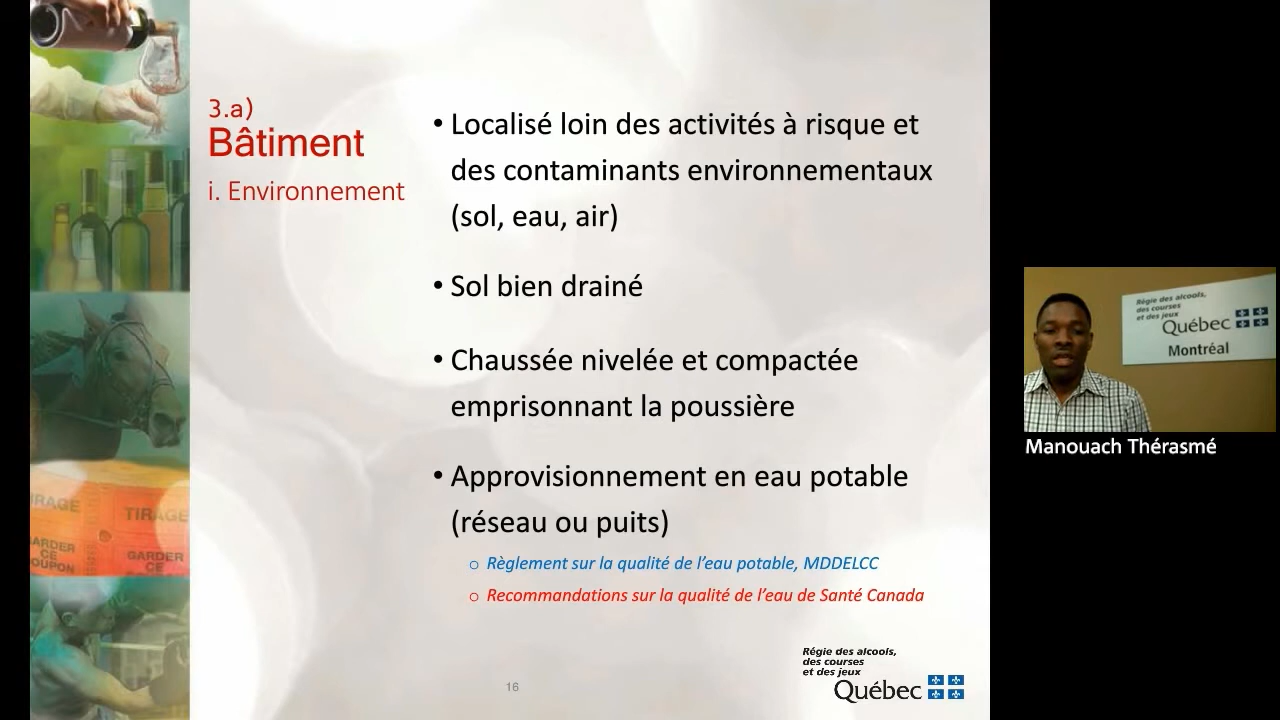 3.a)
Bâtiment
i. Environnement
• Localisé loin des activités à risque et
des contaminants environnementaux
(sol, eau, air)
• Sol bien drainé
• Chaussée nivelée et compactée
emprisonnant la poussière
• Approvisionnement en eau potable
(réseau ou puits)
o Règlement sur la qualité de l'eau potable, MDDELCC
o Recommandations sur la qualité de l'eau de Santé Canada
IRAGE
TIRAGE
ARDER
CE
OUPON
GARDER
CE
16
Régie des alcools,
des courses
et des jeux
Québec
Régie des alcools,
des courses
et des jeux
Québec
Montréal
Manouach Thérasmé